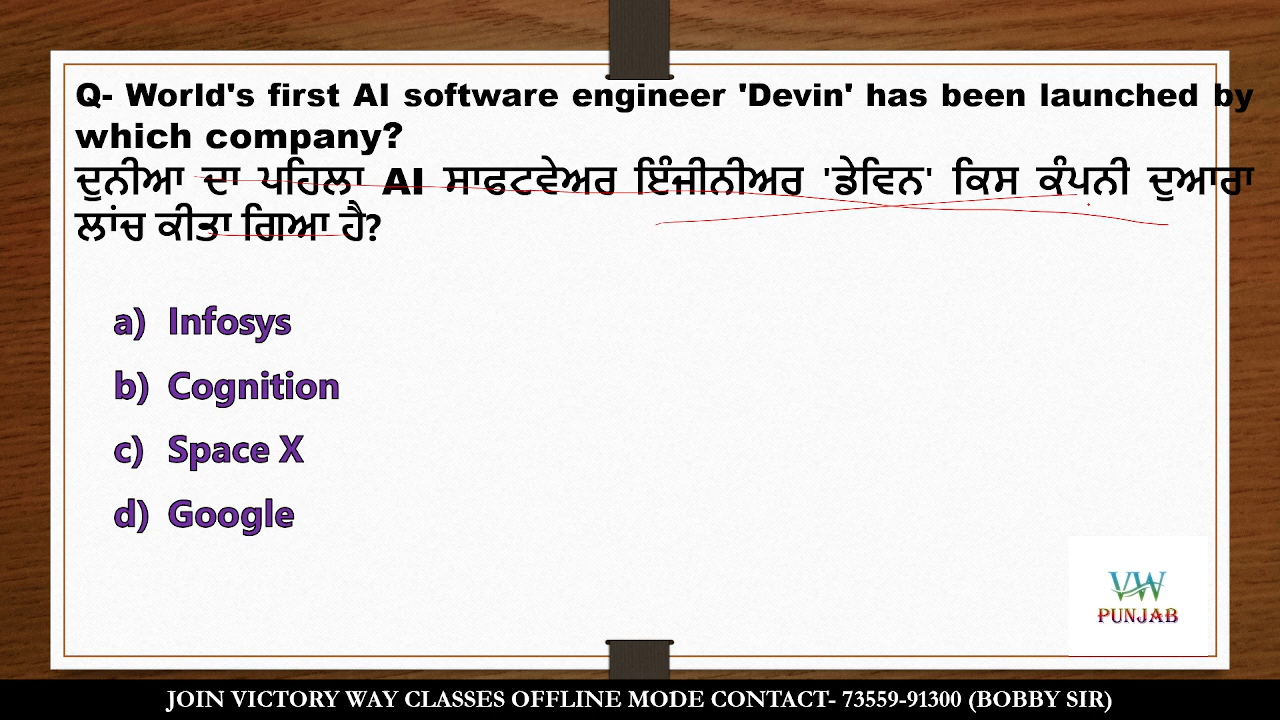 Q- World's first AI software engineer 'Devin' has been launched by
which company?
ਦੁਨੀਆ ਦਾ ਪਹਿਲਾ AI ਸਾਫਟਵੇਅਰ ਇੰਜੀਨੀਅਰ 'ਡੇਵਿਨ' ਕਿਸ ਕੰਪਨੀ ਦੁਆਰਾ
ਲਾਂਚ ਕੀਤਾ ਗਿਆ ਹੈ?
a) Infosys
b) Cognition
c) Space X
d) Google
VW
PUNJAB
JOIN VICTORY WAY CLASSES OFFLINE MODE CONTACT- 73559-91300 (BOBBY SIR)